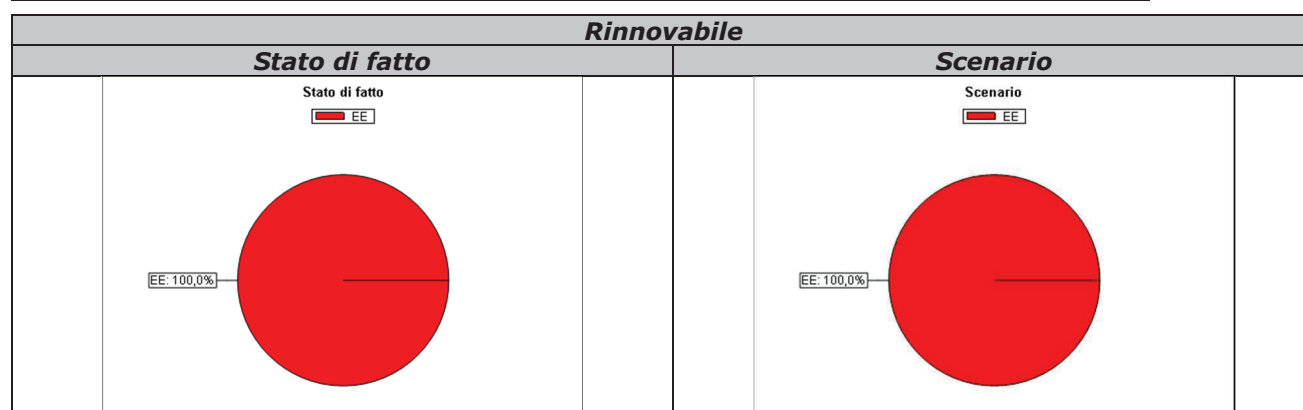 Rinnovabile
Stato di fatto
Scenario
Stato di fatto
EE
EE: 100,0%
Scenario
EE
EE: 100,0%